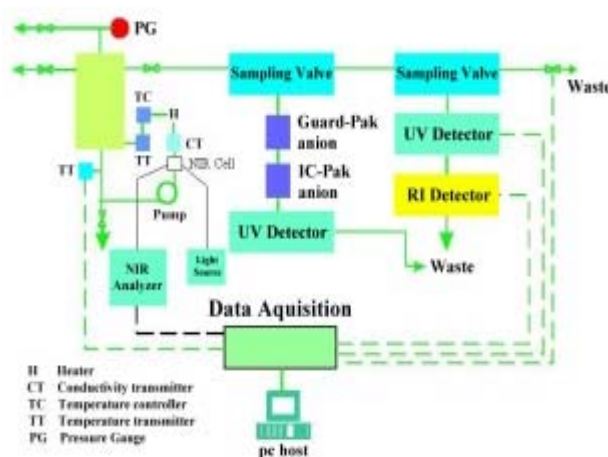 PG
Sampling Valve
Sampling Valve
Waste
TC
H
Guard-Pak
anion
UV Detector
TT
CT
NIR Cell
TT
IC-Pak
anion
RI Detector
Pump
UV Detector
NIR
Analyzer
Light
Source
Waste
Data Aquisition
H Heater
CT Conductivity transmitter
TC Temperature controller
TT Temperature transmitter
PG Pressure Gauge
pc host